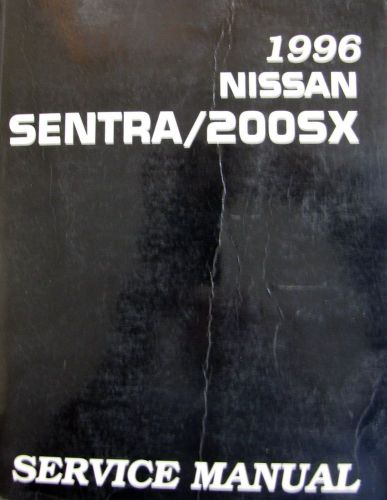 1996
NISSAN
SENTRA/200SX
SERVICE MANUAL